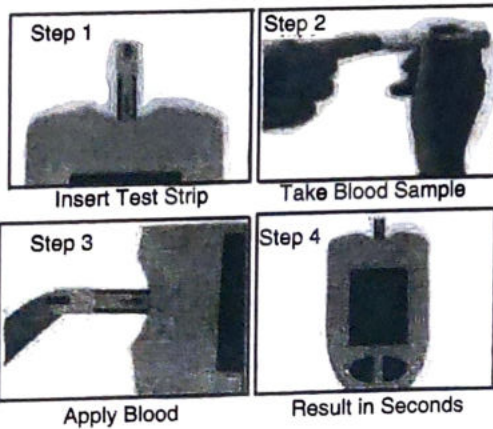 Step 1
Insert Test Strip
Step 2
Take Blood Sample
Step 3
Apply Blood
Step 4
Result in Seconds